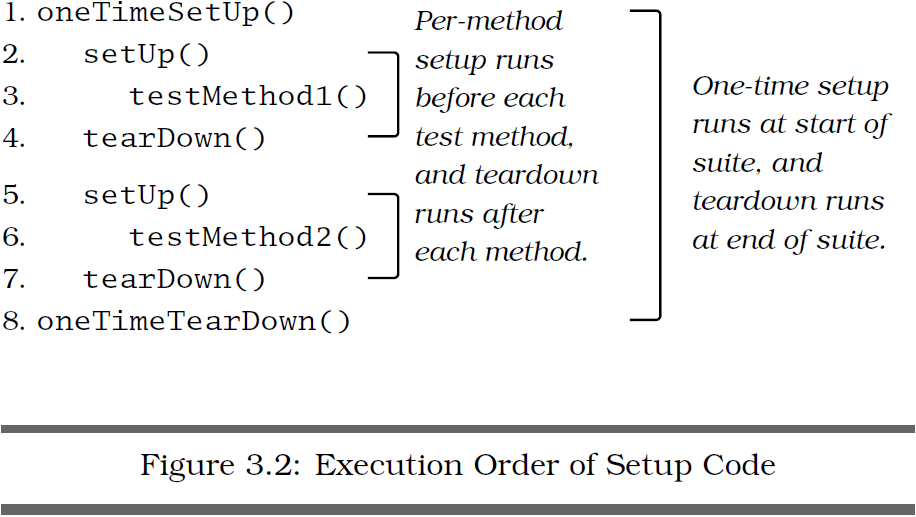 1. oneTimeSetUp()
2. setUp()
3. testMethod1()
4. tearDown()
5. setUp()
6. testMethod2()
7. tearDown()
8. oneTimeTearDown()
Per-method
setup runs
before each
test method,
and teardown
runs after
each method.
One-time setup
runs at start of
suite, and
teardown runs
at end of suite.
Figure 3.2: Execution Order of Setup Code